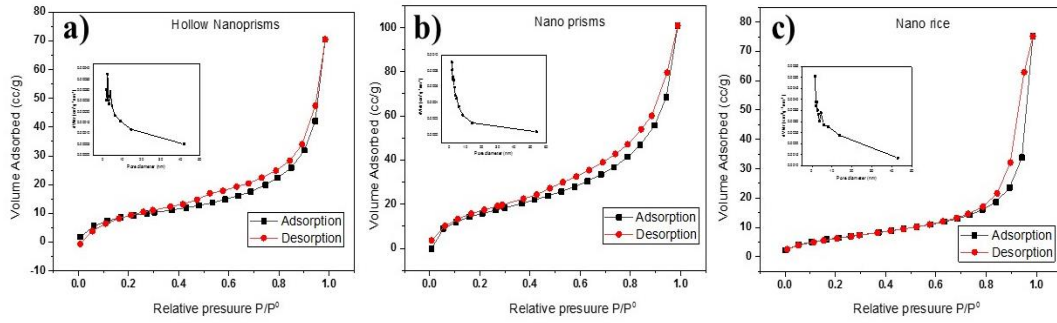 a)
Hollow Nanoprisms
Volume Adsorbed (cc/g)
80
70
60
50
40
30
20
10
0
-10
0.0 0.2 0.4 0.6 0.8 1.0
Relative presuure P/P⁰
Pore diameter (nm)
Adsorption
Desorption
b)
Nano prisms
Volume Adsorbed (cc/g)
100
80
60
40
20
0
0.0 0.2 0.4 0.6 0.8 1.0
Relative presuure P/P⁰
Pore diameter (nm)
Adsorption
Desorption
c)
Nano rice
Volume Adsorbed (cc/g)
80
70
60
50
40
30
20
10
0
0.0 0.2 0.4 0.6 0.8 1.0
Relative presuure P/P⁰
Pore diameter (nm)
Adsorption
Desorption